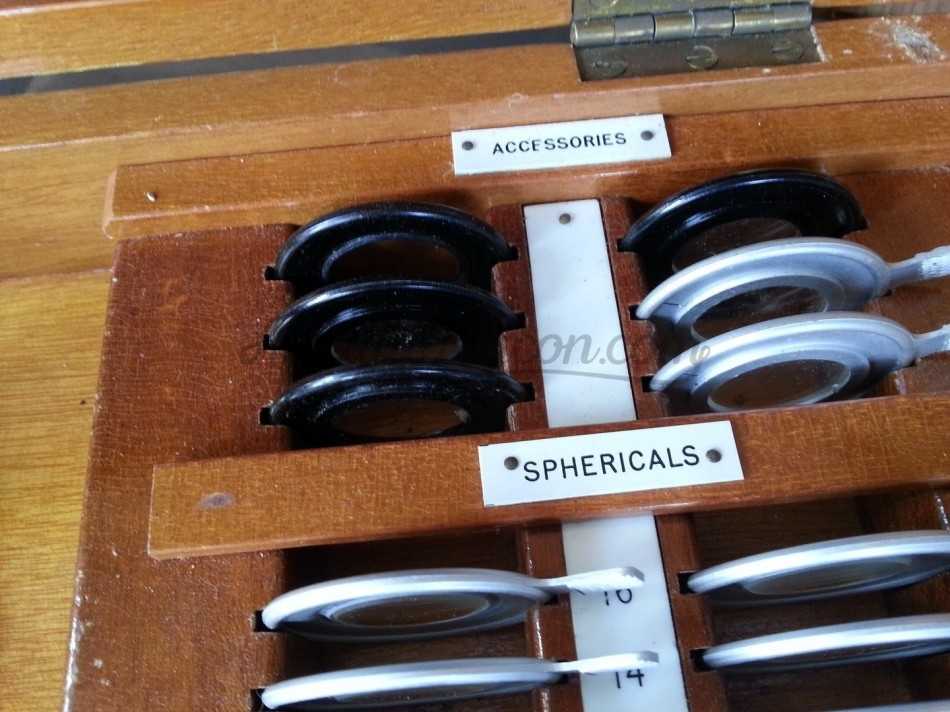 ACCESSORIES
SPHERICALS
16
14